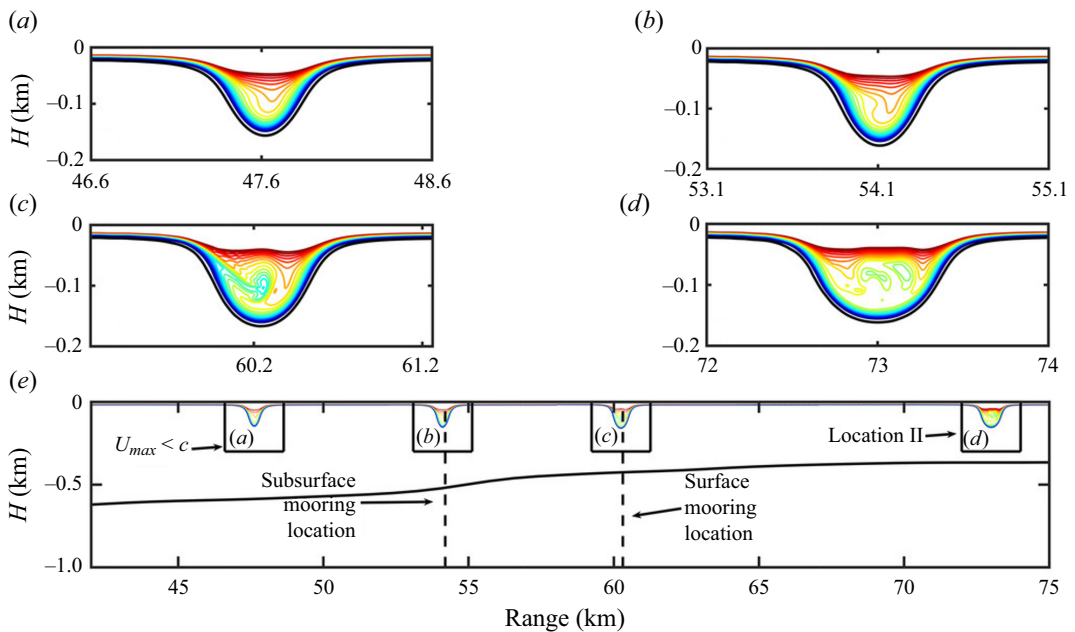 (a)
(b)
0
–0.1
–0.2
H (km)
46.6
47.6
48.6
0
–0.1
–0.2
53.1
54.1
55.1
(c)
(d)
0
–0.1
–0.2
H (km)
60.2
61.2
0
–0.1
–0.2
72
73
74
(e)
0
–0.5
–1.0
H (km)
(a)
(b)
(c)
(d)
U_max < c
Location II
Subsurface
mooring
location
Surface
mooring
location
45
50
55
60
65
70
75
Range (km)